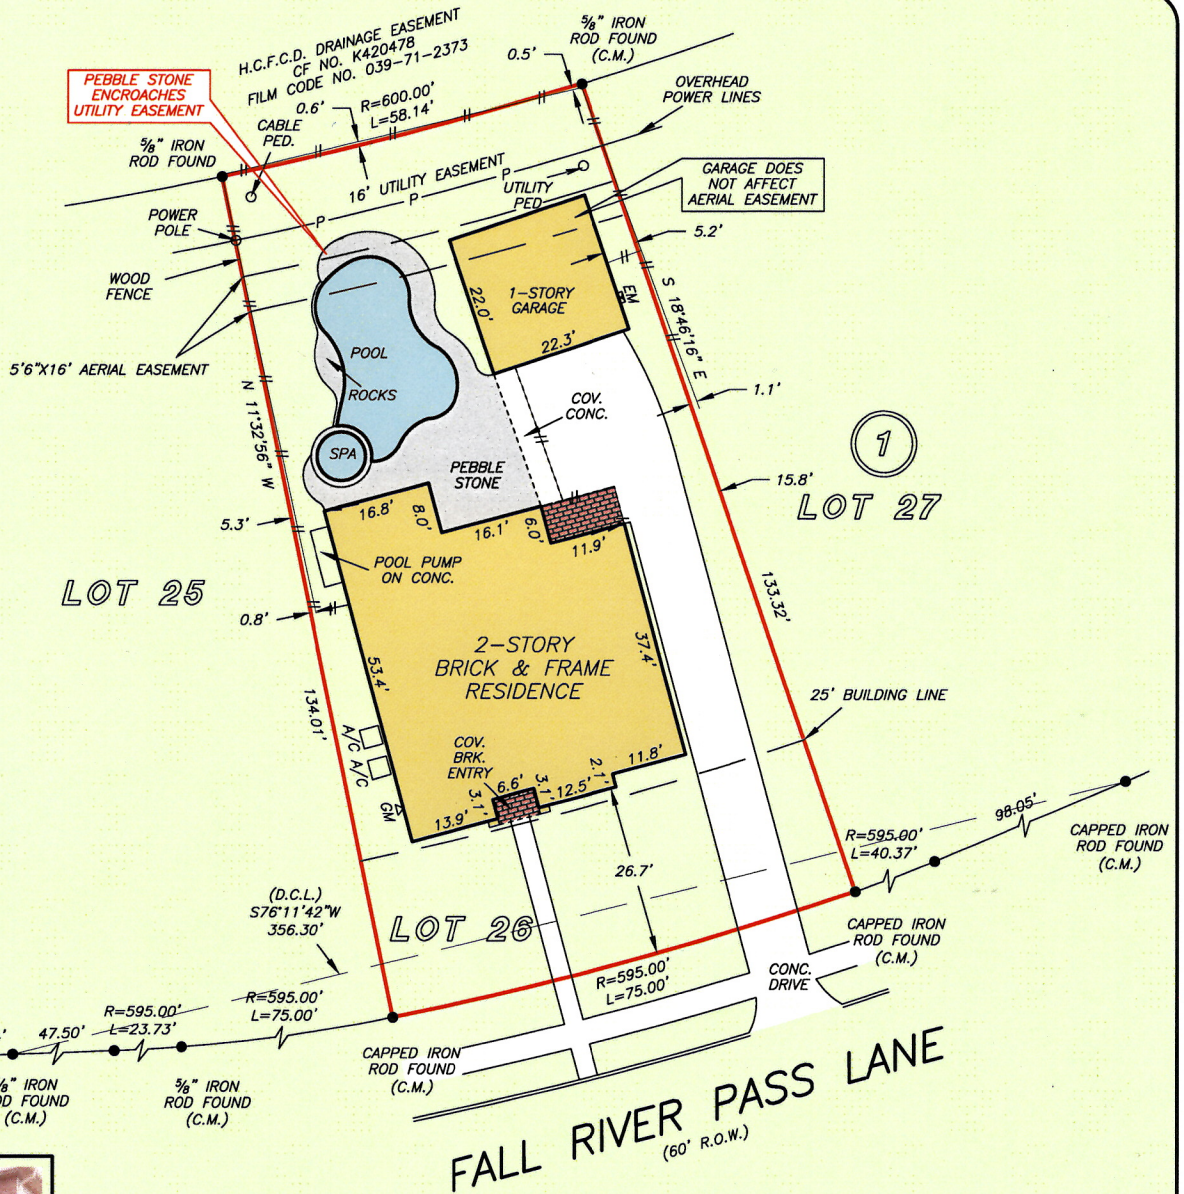 H.C.F.C.D. DRAINAGE EASEMENT
CF NO. K420478
FILM CODE NO. 039-71-2373
5/8" IRON
ROD FOUND
(C.M.)
0.5'
PEBBLE STONE
ENCROACHES
UTILITY EASEMENT
0.6'
R=600.00'
L=58.14'
OVERHEAD
POWER LINES
CABLE
PED.
5/8" IRON
ROD FOUND
16' UTILITY EASEMENT
P
P
P
UTILITY
PED
GARAGE DOES
NOT AFFECT
AERIAL EASEMENT
POWER
POLE
5.2'
WOOD
FENCE
1-STORY
GARAGE
22.0'
22.3'
EM
S 18°46'16" E
5'6"X16' AERIAL EASEMENT
POOL
ROCKS
COV.
CONC.
1.1'
N 11°32'56" W
SPA
PEBBLE
STONE
1
LOT 27
15.8'
16.8'
8.0'
16.1'
6.0'
11.9'
5.3'
POOL PUMP
ON CONC.
LOT 25
0.8'
133.32'
2-STORY
BRICK & FRAME
RESIDENCE
37.4'
53.4'
134.01'
25' BUILDING LINE
A/C
A/C
COV.
BRK.
ENTRY
GM
13.9'
3.1'
6.6'
3.1'
12.5'
2.1'
11.8'
26.7'
98.05'
R=595.00'
L=40.37'
CAPPED IRON
ROD FOUND
(C.M.)
(D.C.L.)
S76°11'42"W
356.30'
LOT 26
CAPPED IRON
ROD FOUND
(C.M.)
R=595.00'
L=75.00'
CONC.
DRIVE
47.50'
R=595.00'
L=23.73'
R=595.00'
L=75.00'
CAPPED IRON
ROD FOUND
(C.M.)
5/8" IRON
ROD FOUND
(C.M.)
IRON
FOUND
(C.M.)
FALL RIVER PASS LANE
(60' R.O.W.)